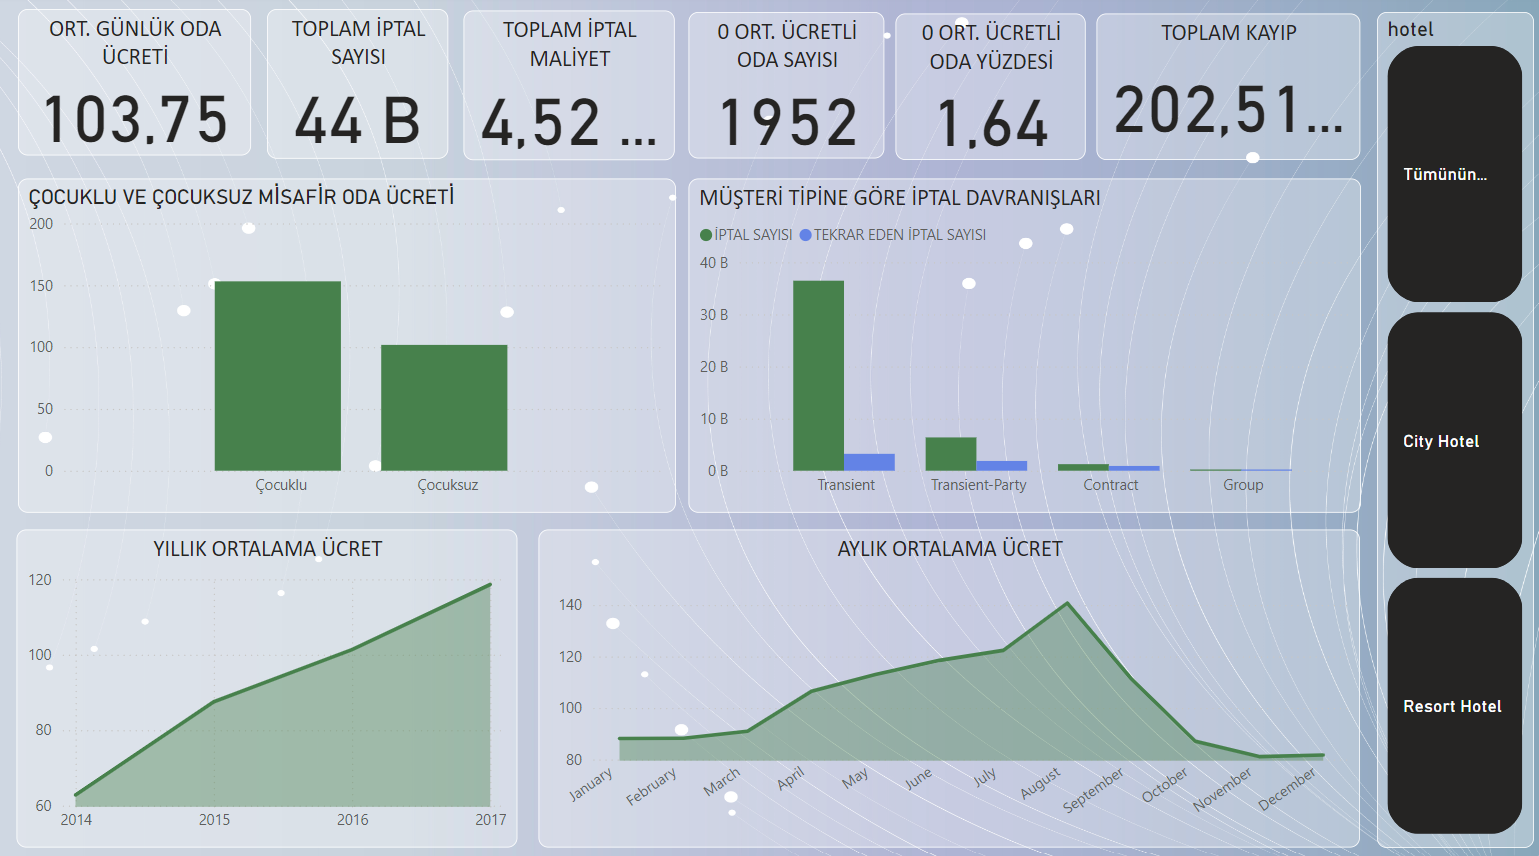 ORT. GÜNLÜK ODA
ÜCRETİ
103,75
TOPLAM İPTAL
SAYISI
44 B
TOPLAM İPTAL
MALİYET
4,52 ...
0 ORT. ÜCRETLİ
ODA SAYISI
1952
0 ORT. ÜCRETLİ
ODA YÜZDESİ
1,64
TOPLAM KAYIP
202,51...
hotel
Tümünün...
City Hotel
Resort Hotel
ÇOCUKLU VE ÇOCUKSUZ MİSAFİR ODA ÜCRETİ
200
150
100
50
0
Çocuklu
Çocuksuz
MÜŞTERİ TİPİNE GÖRE İPTAL DAVRANIŞLARI
İPTAL SAYISI
TEKRAR EDEN İPTAL SAYISI
40 B
30 B
20 B
10 B
0 B
Transient
Transient-Party
Contract
Group
YILLIK ORTALAMA ÜCRET
120
100
80
60
2014
2015
2016
2017
AYLIK ORTALAMA ÜCRET
140
120
100
80
January
February
March
April
May
June
July
August
September
October
November
December